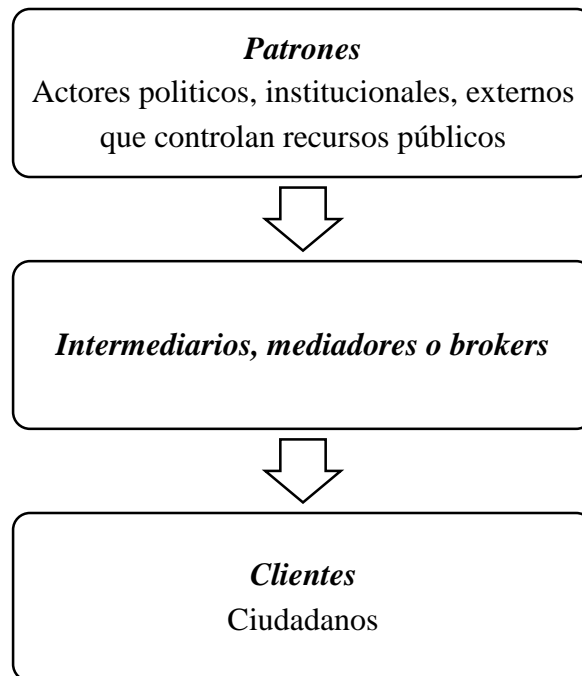 Patrones
Actores politicos, institucionales, externos
que controlan recursos públicos
Intermediarios, mediadores o brokers
Clientes
Ciudadanos